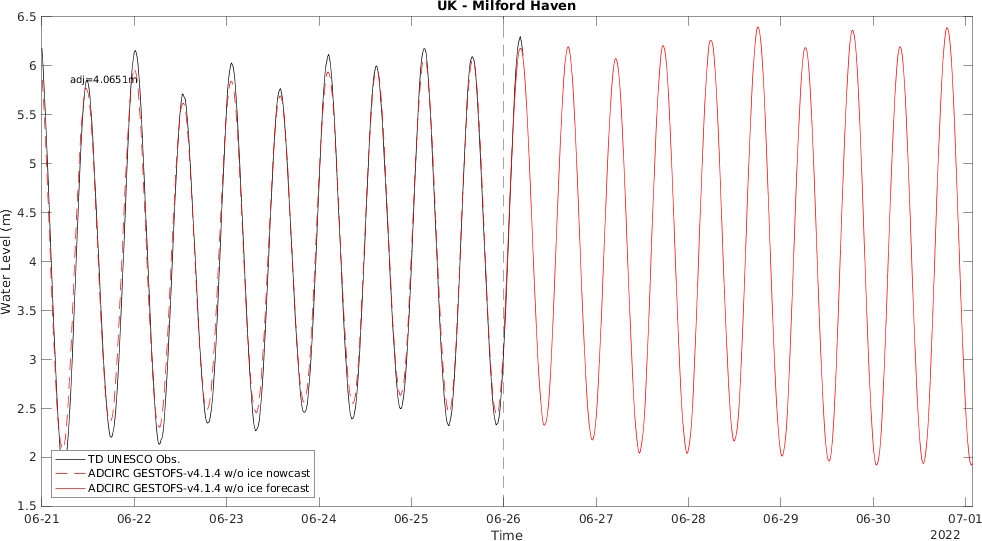 UK - Milford Haven
6.5
6
5.5
5
4.5
4
3.5
3
2.5
2
1.5
Water Level (m)
adj=4.0651m
TD UNESCO Obs.
ADCIRC GESTOFS-v4.1.4 w/o ice nowcast
ADCIRC GESTOFS-v4.1.4 w/o ice forecast
06-21 06-22 06-23 06-24 06-25 06-26 06-27 06-28 06-29 06-30 07-01
Time
2022